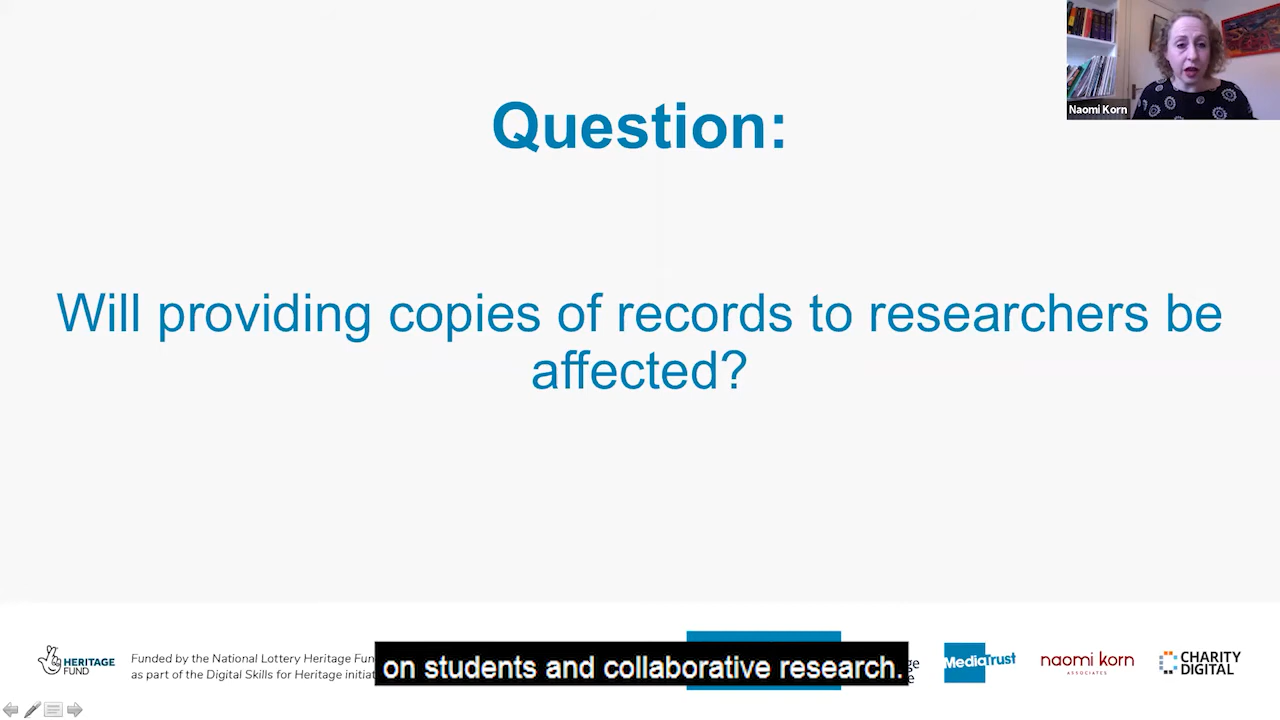 Naomi Korn
Question:
Will providing copies of records to researchers be
affected?
HERITAGE
FUND
Funded by the National Lottery Heritage Fun
as part of the Digital Skills for Heritage initiat
on students and collaborative research.
MediaTrust
naomi korn
ASSOCIATES
CHARITY
DIGITAL